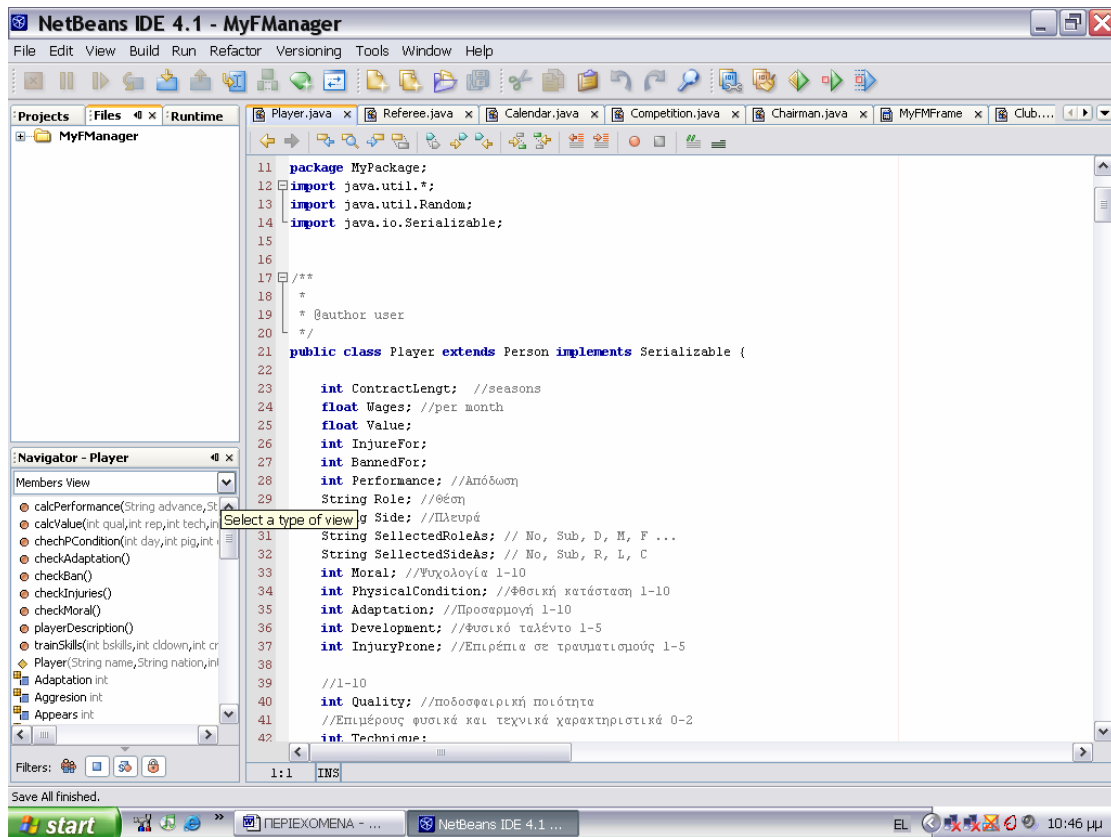 NetBeans IDE 4.1 - MyFManager
File Edit View Build Run Refactor Versioning Tools Window Help
Projects Files Runtime
MyFManager
Player.java Referee.java Calendar.java Competition.java Chairman.java MyFMFrame Club....
11 package MyPackage;
12 import java.util.*;
13 import java.util.Random;
14 import java.io.Serializable;
15
16
17 /**
18 *
19 * @author user
20 */
21 public class Player extends Person implements Serializable {
22
23 int ContractLengt; //seasons
24 float Wages; //per month
25 float Value;
26 int InjureFor;
27 int BannedFor;
28 int Performance; //Απόδωση
29 String Role; //Θέση
g Side; //Πλευρά
31 String SellectedRoleAs; // No, Sub, D, M, F ...
32 String SellectedSideAs; // No, Sub, R, L, C
33 int Moral; //Ψυχολογία 1-10
34 int PhysicalCondition; //Φθσική κατάσταση 1-10
35 int Adaptation; //Προσαρμογή 1-10
36 int Development; //Φυσικό ταλέντο 1-5
37 int InjuryProne; //Επιρέπια σε τραυματισμούς 1-5
38
39 //1-10
40 int Quality; //ποδοσφαιρική ποιότητα
41 //Επιμέρους φυσικά και τεχνικά χαρακτηριστικά 0-2
42 int Technique;
1:1 INS
Navigator - Player
Members View
calcPerformance(String advance,St
calcValue(int qual,int rep,int tech,in
Select a type of view
chechPCondition(int day,int pig,int
checkAdaptation()
checkBan()
checkInjuries()
checkMoral()
playerDescription()
trainSkills(int bskills,int cldown,int cr
Player(String name,String nation,int
Adaptation int
Aggresion int
Appears int
Filters:
Save All finished.
start ΠΕΡΙΕΧΟΜΕΝΑ - ... NetBeans IDE 4.1 ... EL 10:46 μμ